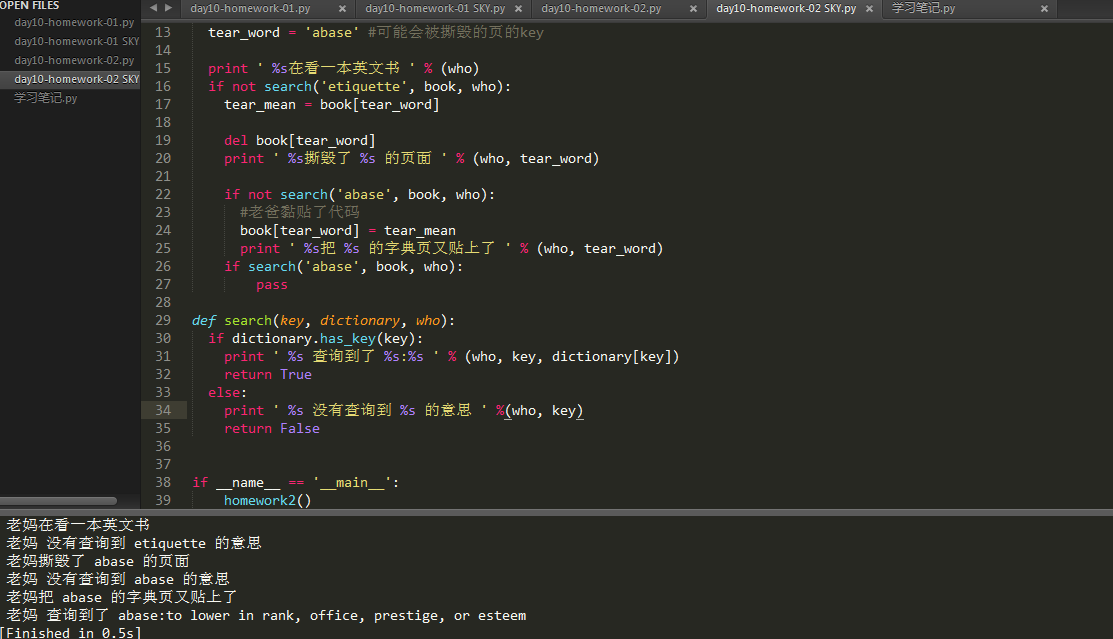 OPEN FILES
day10-homework-01.py
day10-homework-01 SKY
day10-homework-02.py
day10-homework-02 SKY
学习笔记.py
day10-homework-01.py × day10-homework-01 SKY.py × day10-homework-02.py × day10-homework-02 SKY.py × 学习笔记.py ×
13 tear_word = 'abase' #可能会被撕毁的页的key
14
15 print ' %s在看一本英文书 ' % (who)
16 if not search('etiquette', book, who):
17 tear_mean = book[tear_word]
18
19 del book[tear_word]
20 print ' %s撕毁了 %s 的页面 ' % (who, tear_word)
21
22 if not search('abase', book, who):
23 #老爸黏贴了代码
24 book[tear_word] = tear_mean
25 print ' %s把 %s 的字典页又贴上了 ' % (who, tear_word)
26 if search('abase', book, who):
27 pass
28
29 def search(key, dictionary, who):
30 if dictionary.has_key(key):
31 print ' %s 查询到了 %s:%s ' % (who, key, dictionary[key])
32 return True
33 else:
34 print ' %s 没有查询到 %s 的意思 ' %(who, key)
35 return False
36
37
38 if __name__ == '__main__':
39 homework2()
老妈在看一本英文书
老妈 没有查询到 etiquette 的意思
老妈撕毁了 abase 的页面
老妈 没有查询到 abase 的意思
老妈把 abase 的字典页又贴上了
老妈 查询到了 abase:to lower in rank, office, prestige, or esteem
[Finished in 0.5s]